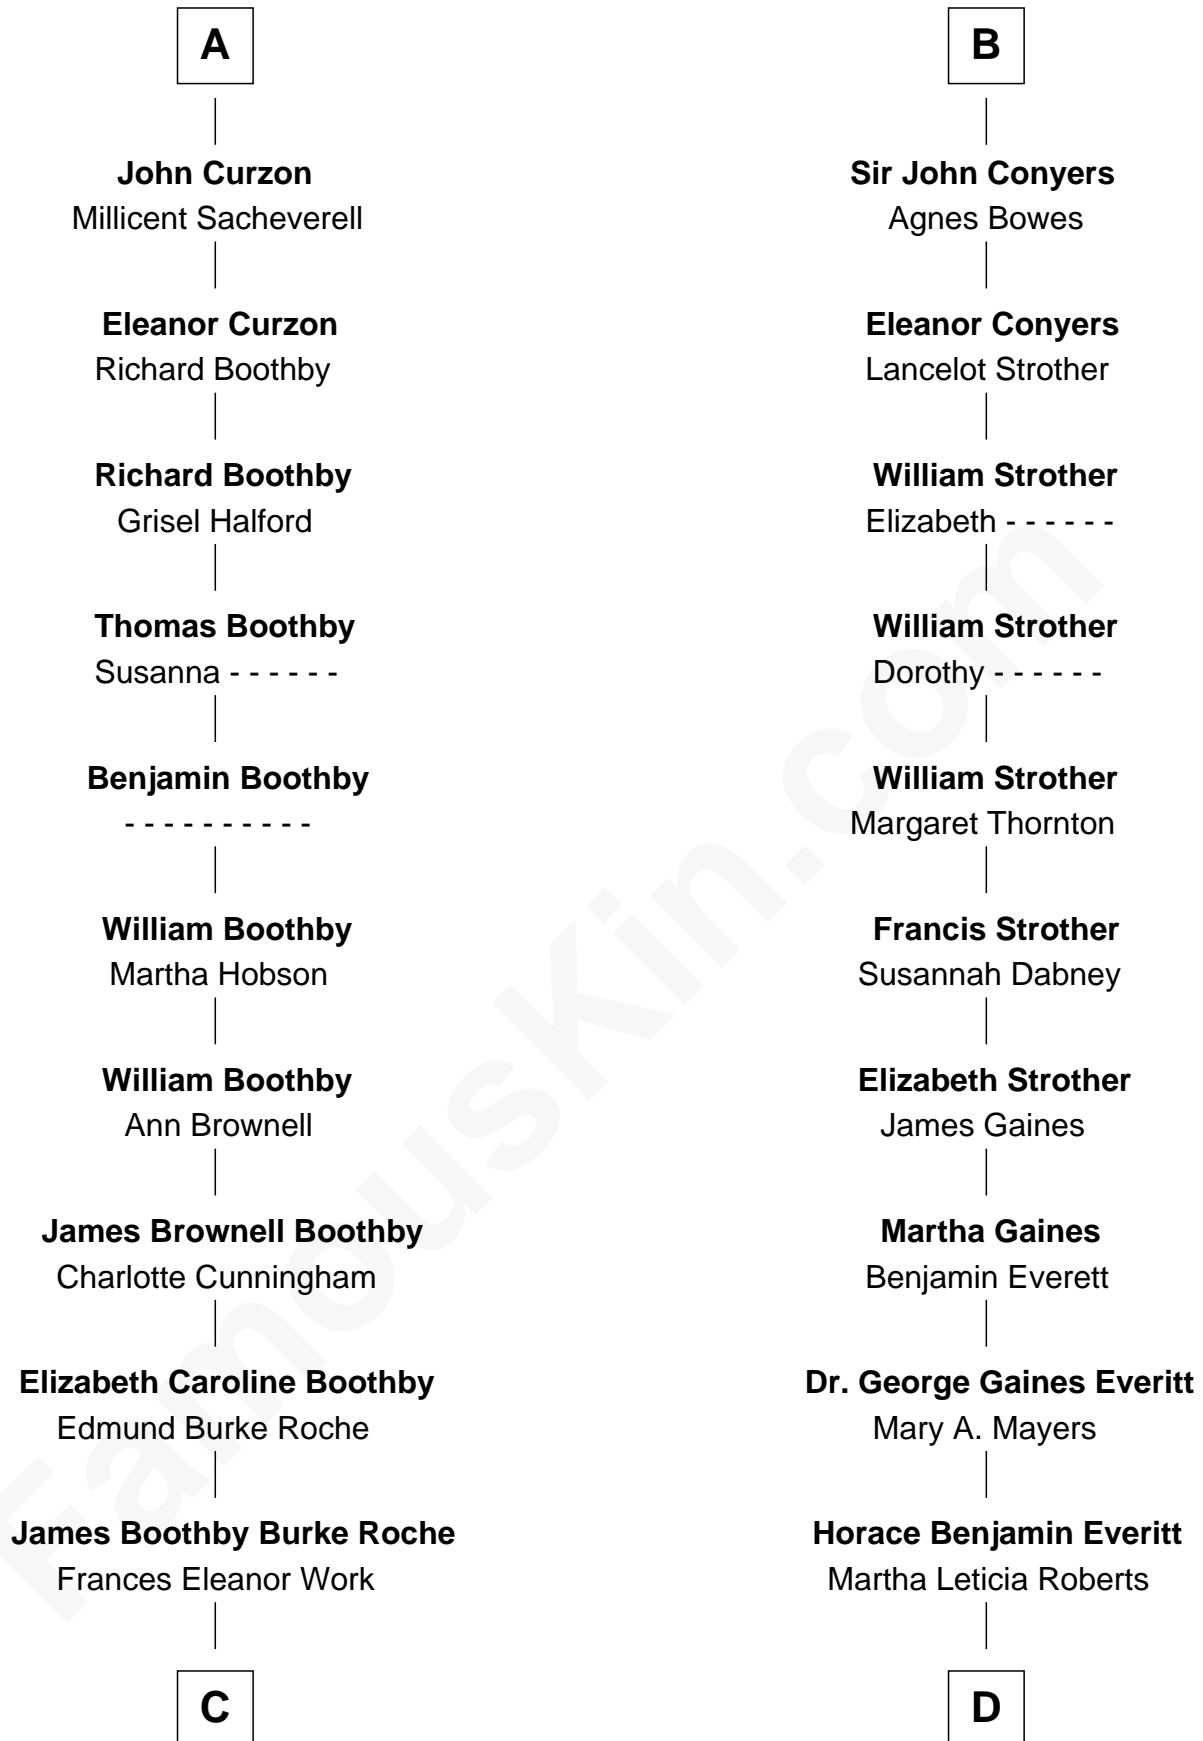 A
John Curzon
Millicent Sacheverell
Eleanor Curzon
Richard Boothby
Richard Boothby
Grisel Halford
Thomas Boothby
Susanna - - - - - -
Benjamin Boothby
- - - - - - - - - -
William Boothby
Martha Hobson
William Boothby
Ann Brownell
James Brownell Boothby
Charlotte Cunningham
Elizabeth Caroline Boothby
Edmund Burke Roche
James Boothby Burke Roche
Frances Eleanor Work
C
B
Sir John Conyers
Agnes Bowes
Eleanor Conyers
Lancelot Strother
William Strother
Elizabeth - - - - - -
William Strother
Dorothy - - - - - -
William Strother
Margaret Thornton
Francis Strother
Susannah Dabney
Elizabeth Strother
James Gaines
Martha Gaines
Benjamin Everett
Dr. George Gaines Everitt
Mary A. Mayers
Horace Benjamin Everitt
Martha Leticia Roberts
D
FamousKin.com